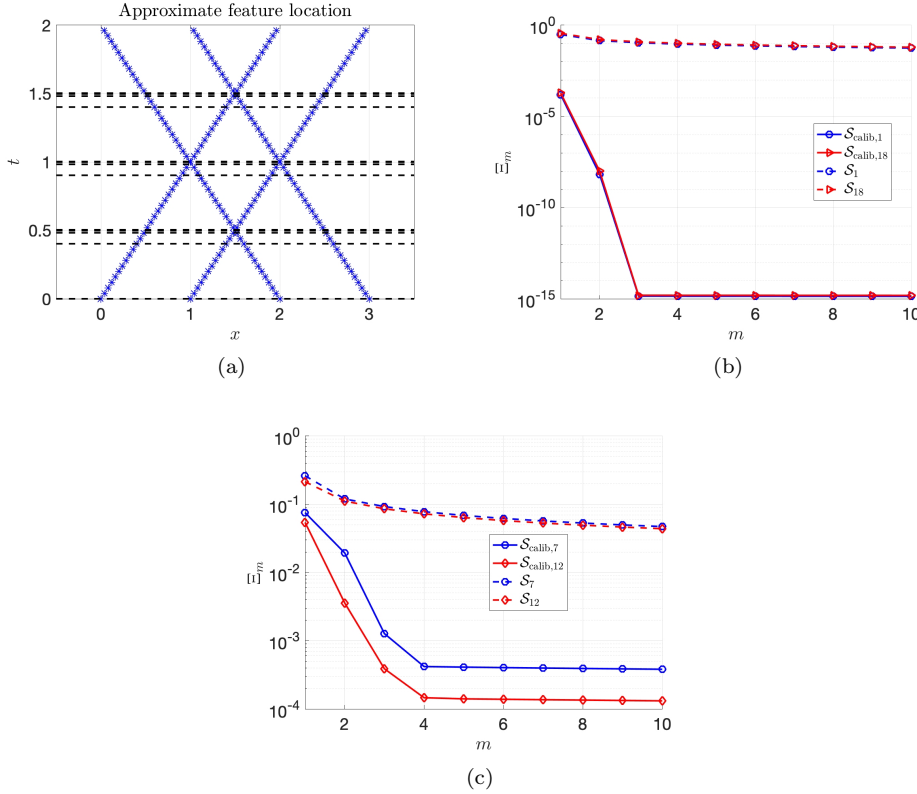 Approximate feature location
2
1.5
t
1
0.5
0
0 1 2 3
x
(a)
10^0
10^-5
Ξ_m
10^-10
10^-15
S_calib,1
S_calib,18
S_1
S_18
2 4 6 8 10
m
(b)
10^0
10^-1
10^-2
Ξ_m
10^-3
10^-4
S_calib,7
S_calib,12
S_7
S_12
2 4 6 8 10
m
(c)